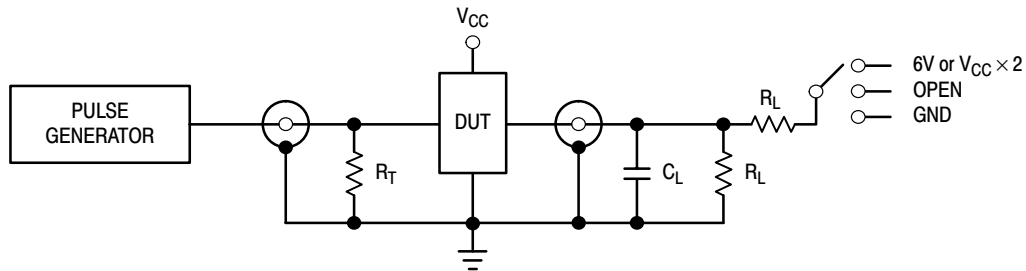 V_CC
PULSE
GENERATOR
DUT
R_T
C_L
R_L
R_L
6V or V_CC × 2
OPEN
GND